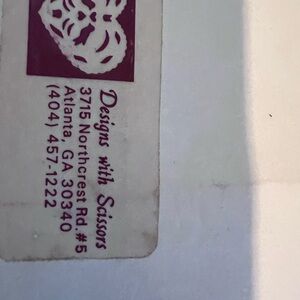 Designs with Scissors
3715 Northcrest Rd. #5
Atlanta, GA 30340
(404) 457-1222